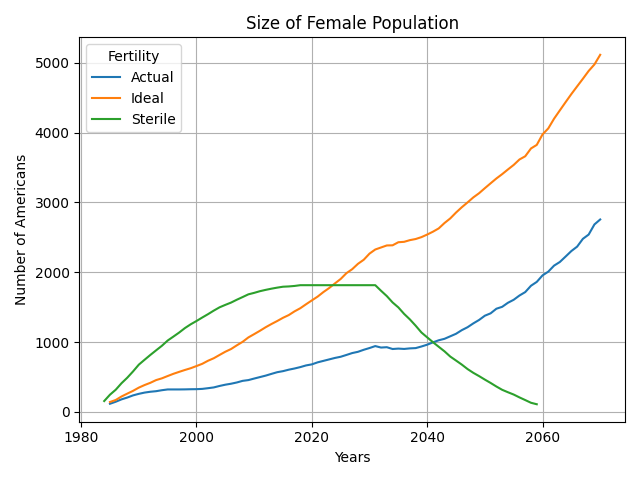 Size of Female Population
Fertility
Actual
Ideal
Sterile
Number of Americans
5000
4000
3000
2000
1000
0
1980
2000
2020
2040
2060
Years